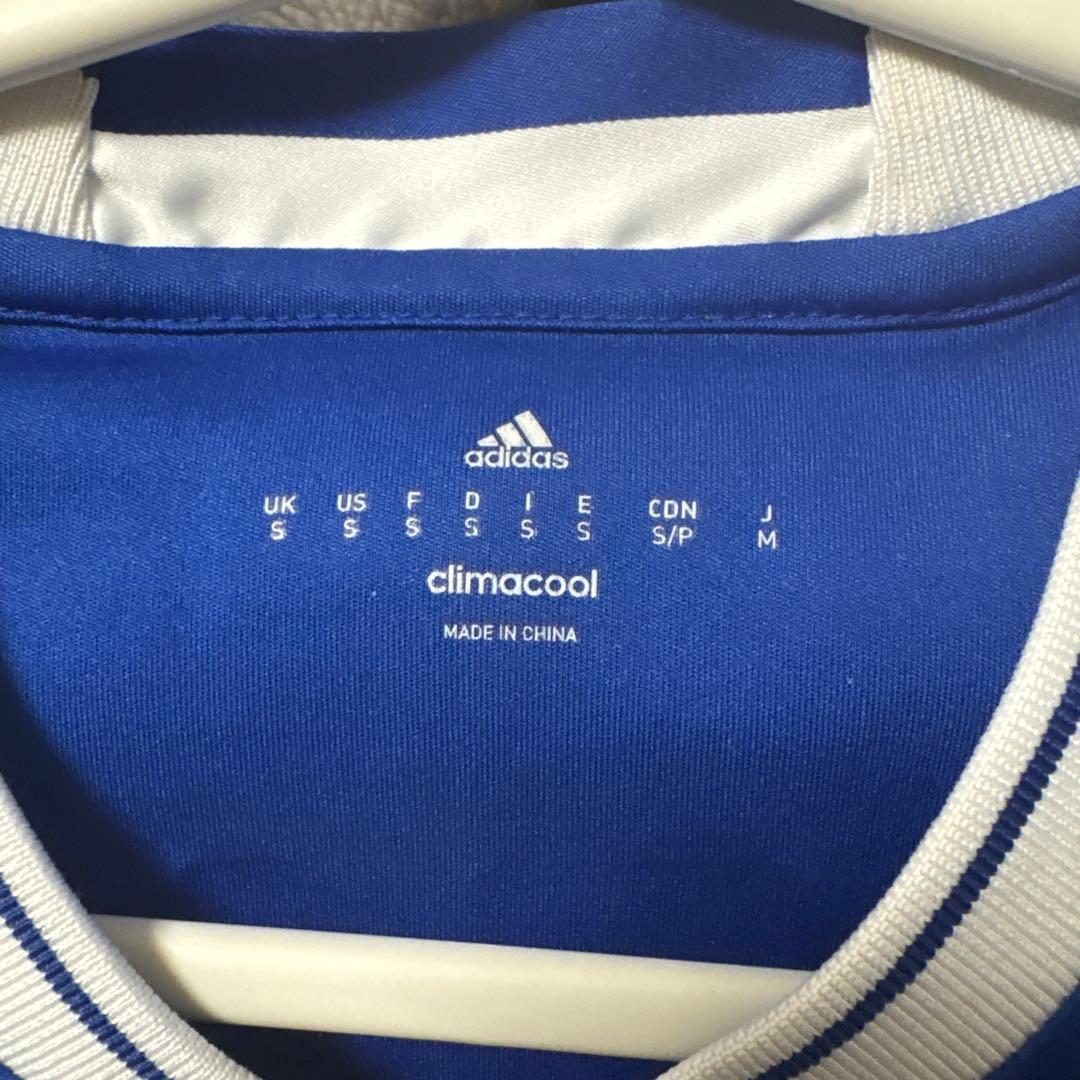 adidas
UK US F D I E CDN J
S S S S S S S/P M
climacool
MADE IN CHINA